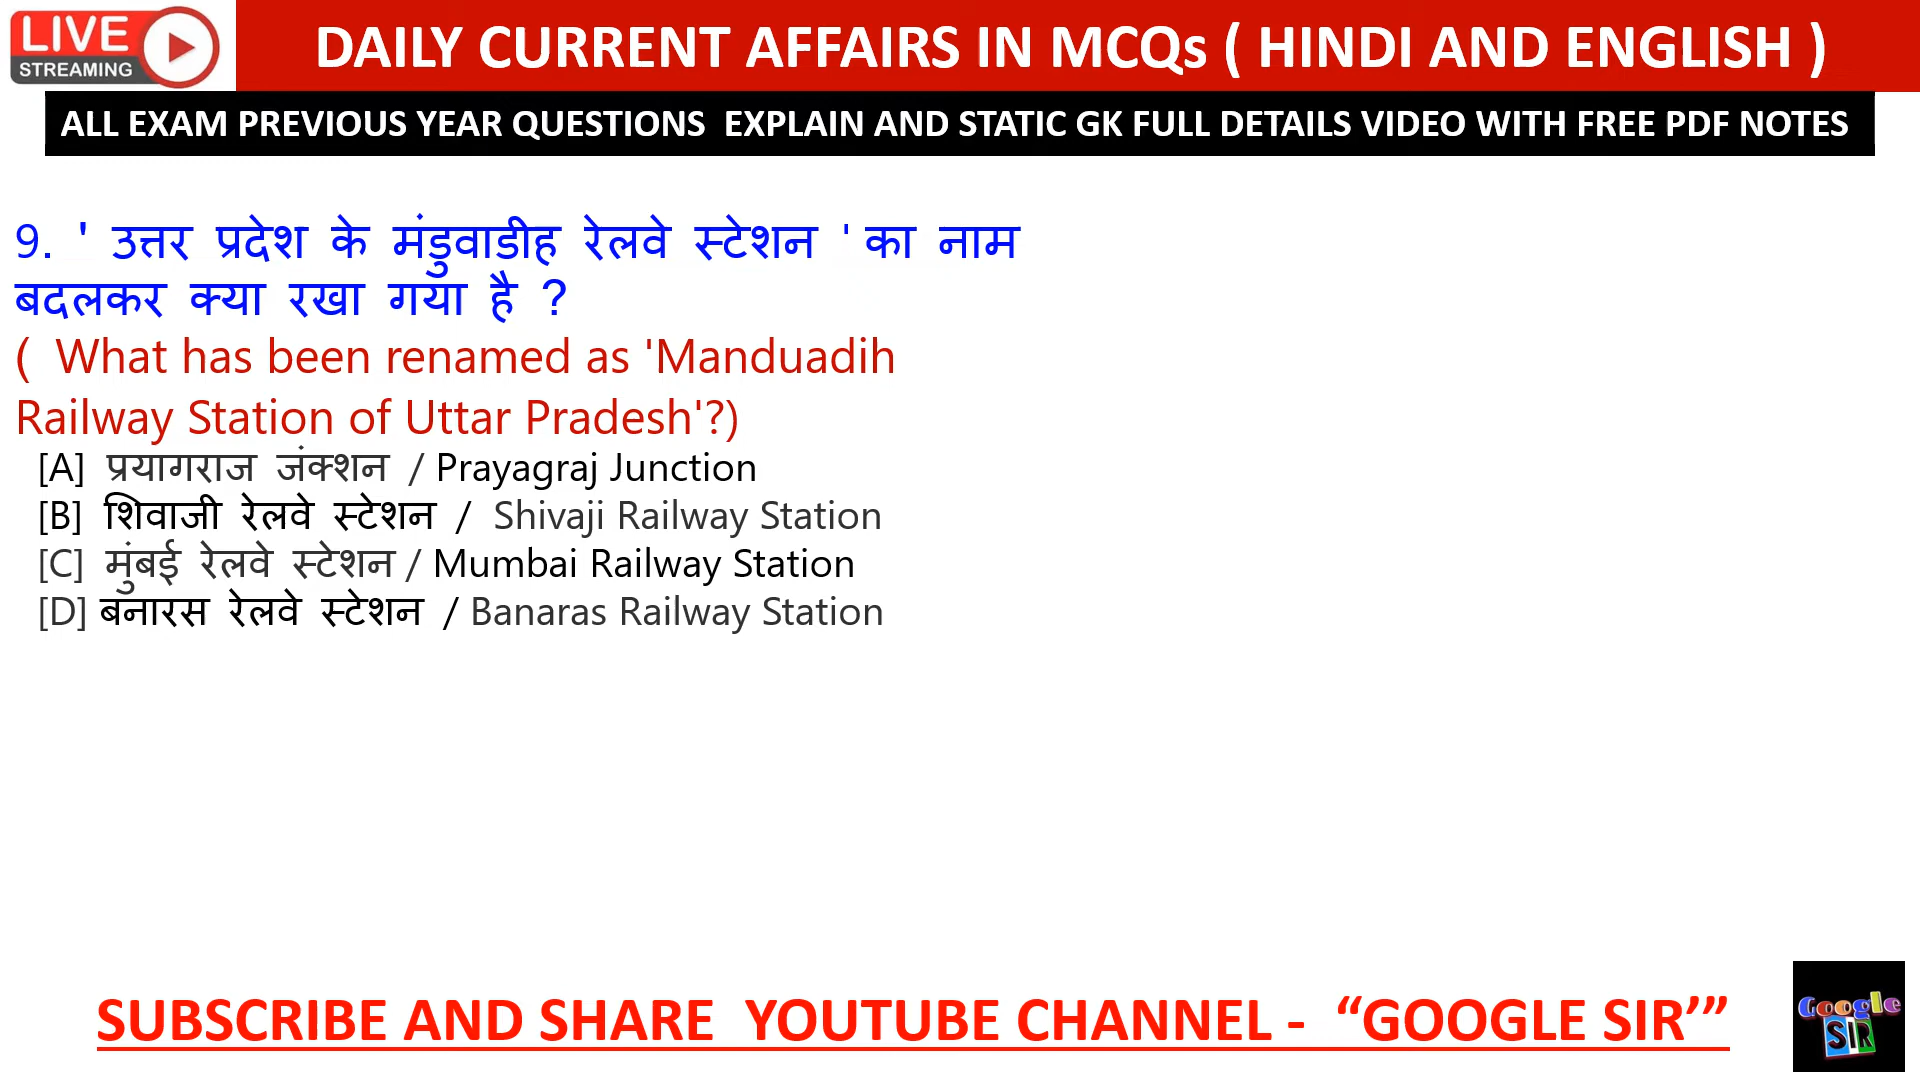 LIVE
STREAMING
DAILY CURRENT AFFAIRS IN MCQs ( HINDI AND ENGLISH )
ALL EXAM PREVIOUS YEAR QUESTIONS EXPLAIN AND STATIC GK FULL DETAILS VIDEO WITH FREE PDF NOTES
9. ' उत्तर प्रदेश के मंडुवाडीह रेलवे स्टेशन ' का नाम
बदलकर क्या रखा गया है ?
( What has been renamed as 'Manduadih
Railway Station of Uttar Pradesh'?)
[A] प्रयागराज जंक्शन / Prayagraj Junction
[B] शिवाजी रेलवे स्टेशन / Shivaji Railway Station
[C] मुंबई रेलवे स्टेशन / Mumbai Railway Station
[D] बनारस रेलवे स्टेशन / Banaras Railway Station
SUBSCRIBE AND SHARE YOUTUBE CHANNEL - “GOOGLE SIR’”
Google
SIR